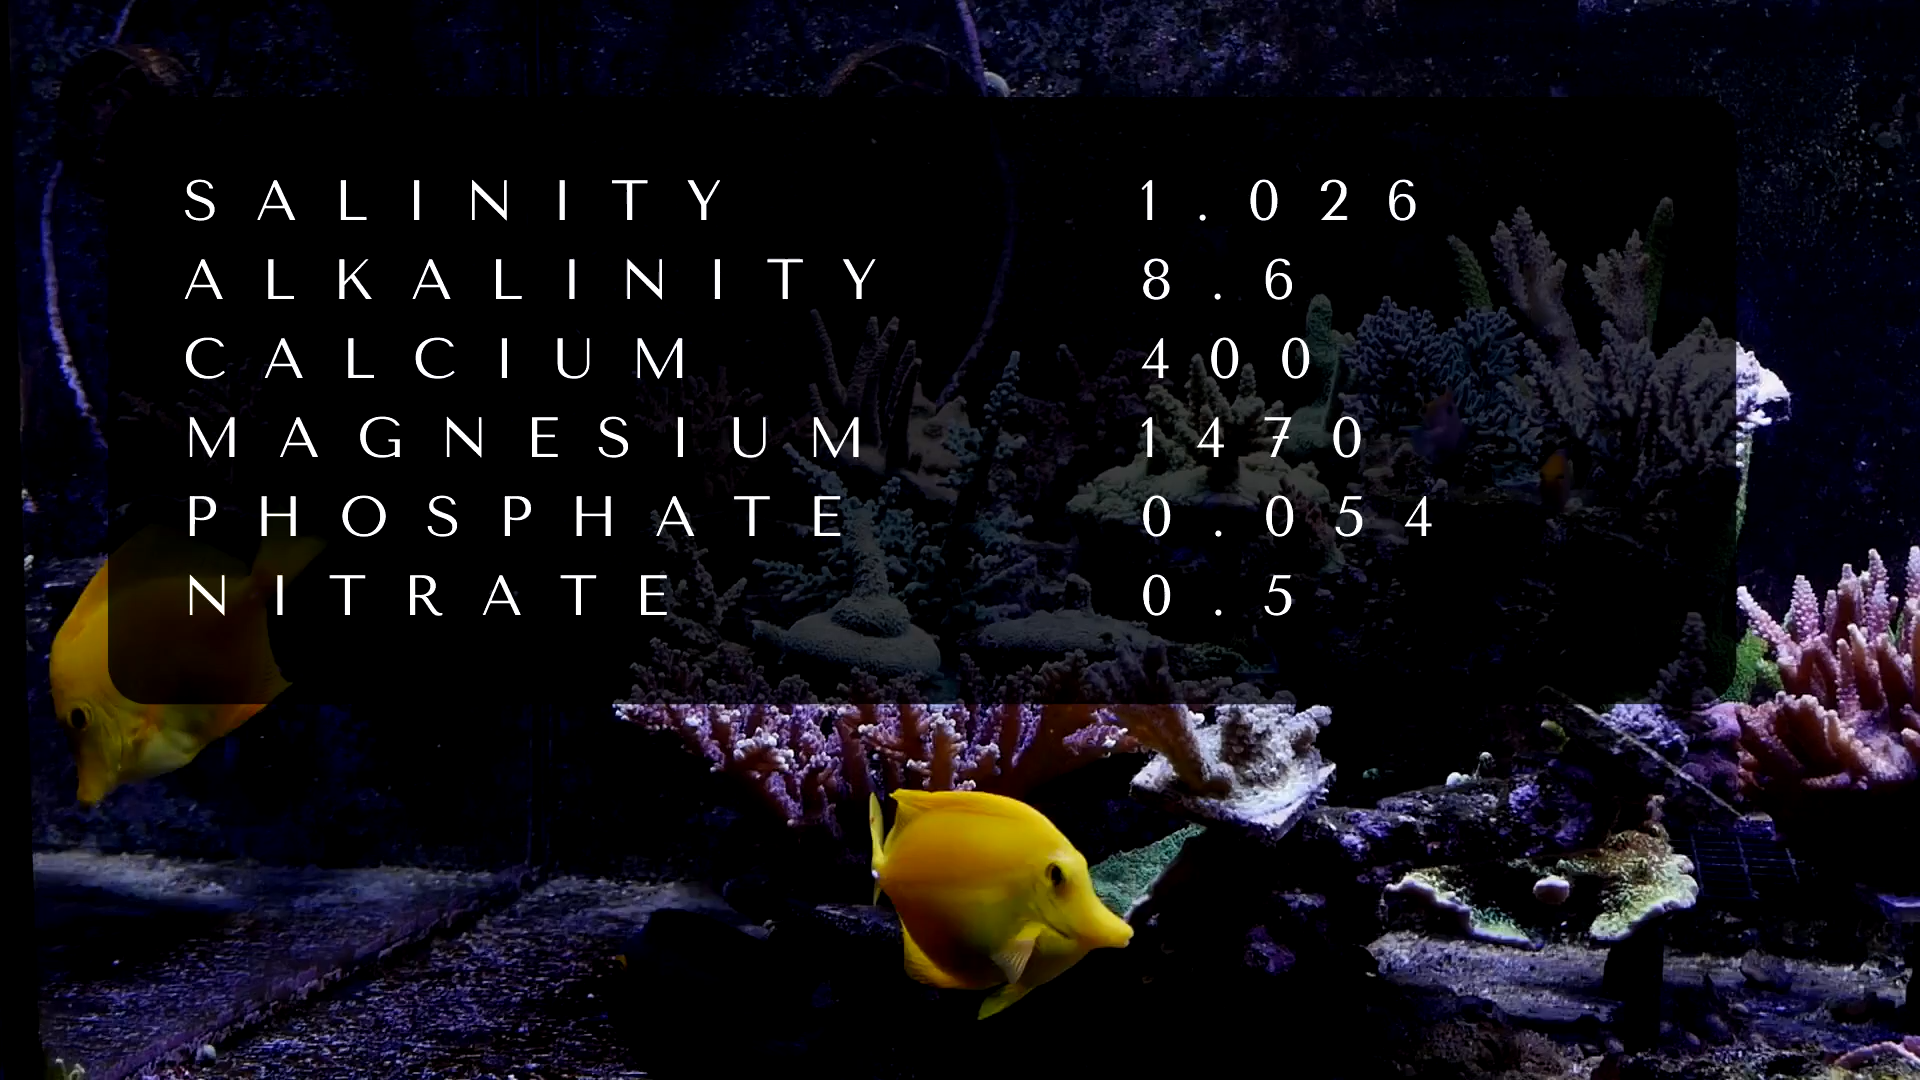 SALINITY 1.026
ALKALINITY 8.6
CALCIUM 400
MAGNESIUM 1470
PHOSPHATE 0.054
NITRATE 0.5